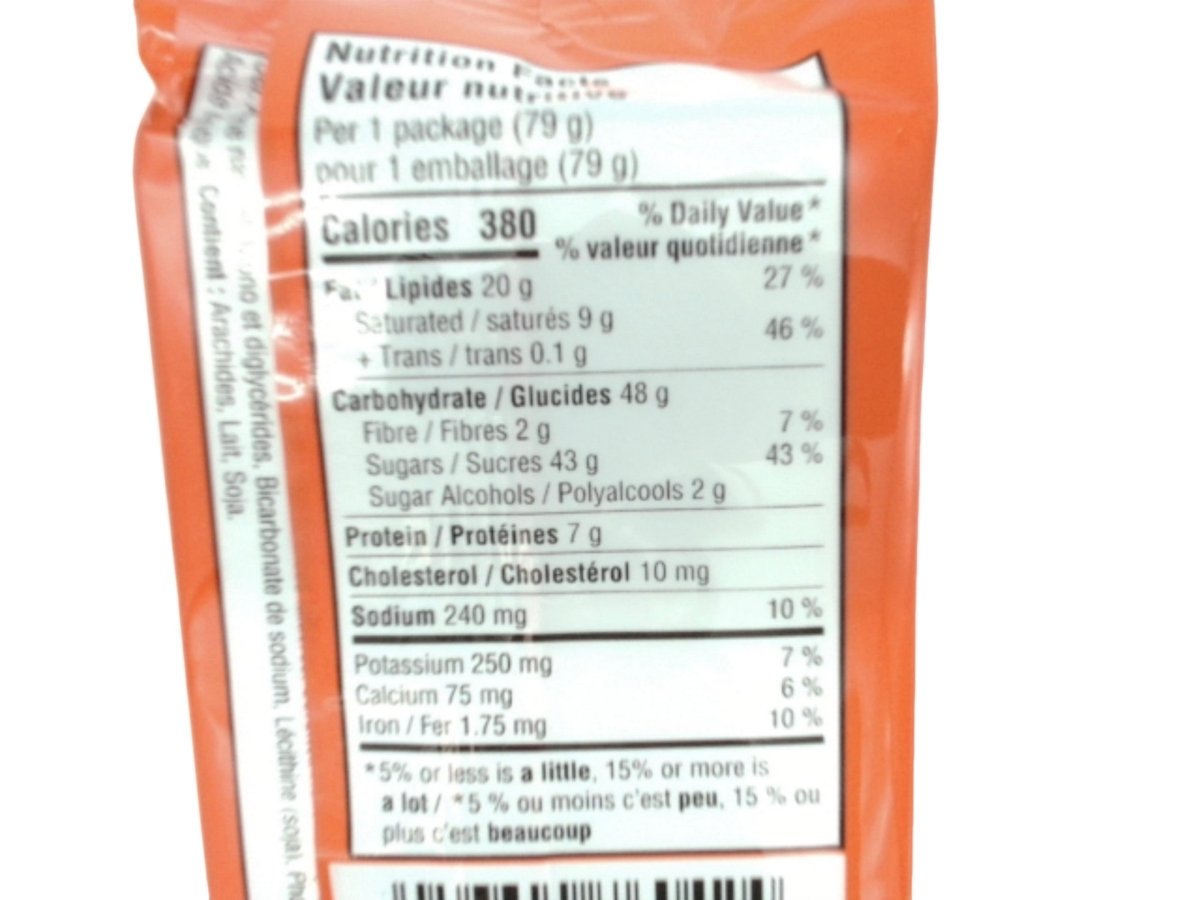 Nutrition Facts
Valeur nutritive
Per 1 package (79 g)
pour 1 emballage (79 g)
Calories 380
% Daily Value*
% valeur quotidienne*
Lipides 20 g 27 %
Saturated / saturés 9 g
+ Trans / trans 0.1 g 46 %
Carbohydrate / Glucides 48 g
Fibre / Fibres 2 g 7 %
Sugars / Sucres 43 g 43 %
Sugar Alcohols / Polyalcools 2 g
Protein / Protéines 7 g
Cholesterol / Cholestérol 10 mg
Sodium 240 mg 10 %
Potassium 250 mg 7 %
Calcium 75 mg 6 %
Iron / Fer 1.75 mg 10 %
*5% or less is a little, 15% or more is
a lot / *5 % ou moins c'est peu, 15 % ou
plus c'est beaucoup
et diglycérides, Bicarbonate de sodium, Lécithine (soja),
Contient : Arachides, Lait, Soja.